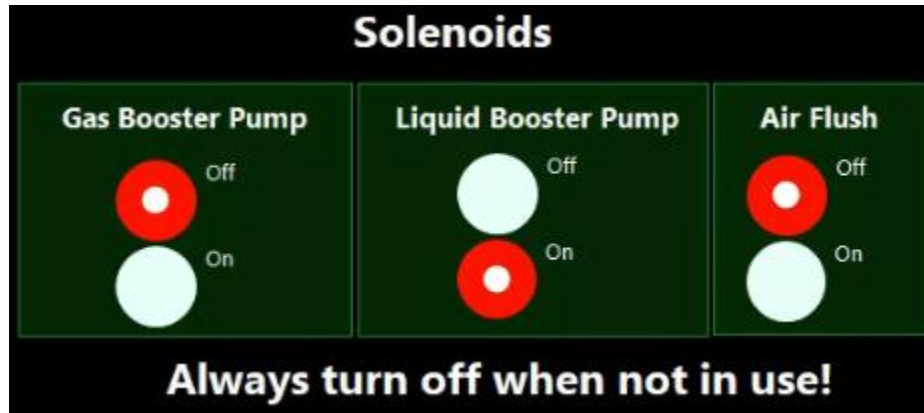 Solenoids
Gas Booster Pump
Off
On
Liquid Booster Pump
Off
On
Air Flush
Off
On
Always turn off when not in use!